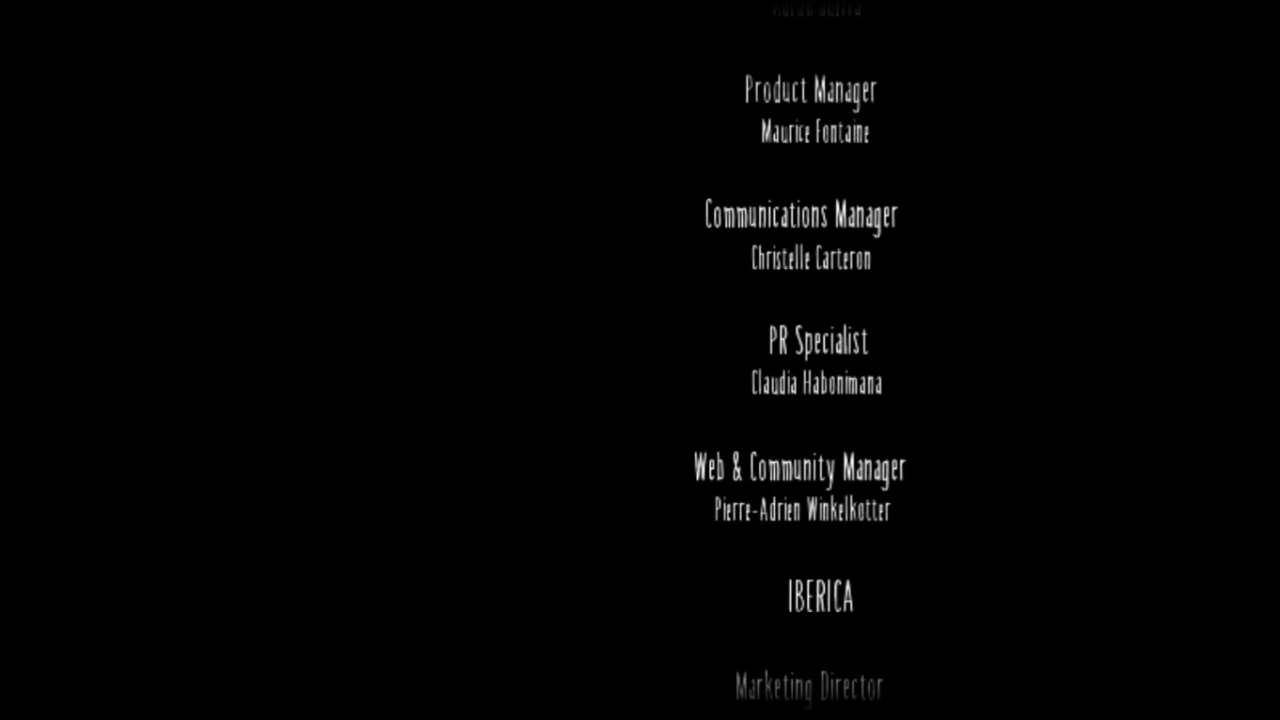 Product Manager
Maurice Fontaine
Communications Manager
Christelle Carteron
PR Specialist
Claudia Habonimana
Web & Community Manager
Pierre-Adrien Winkelkotter
IBERICA
Marketing Director